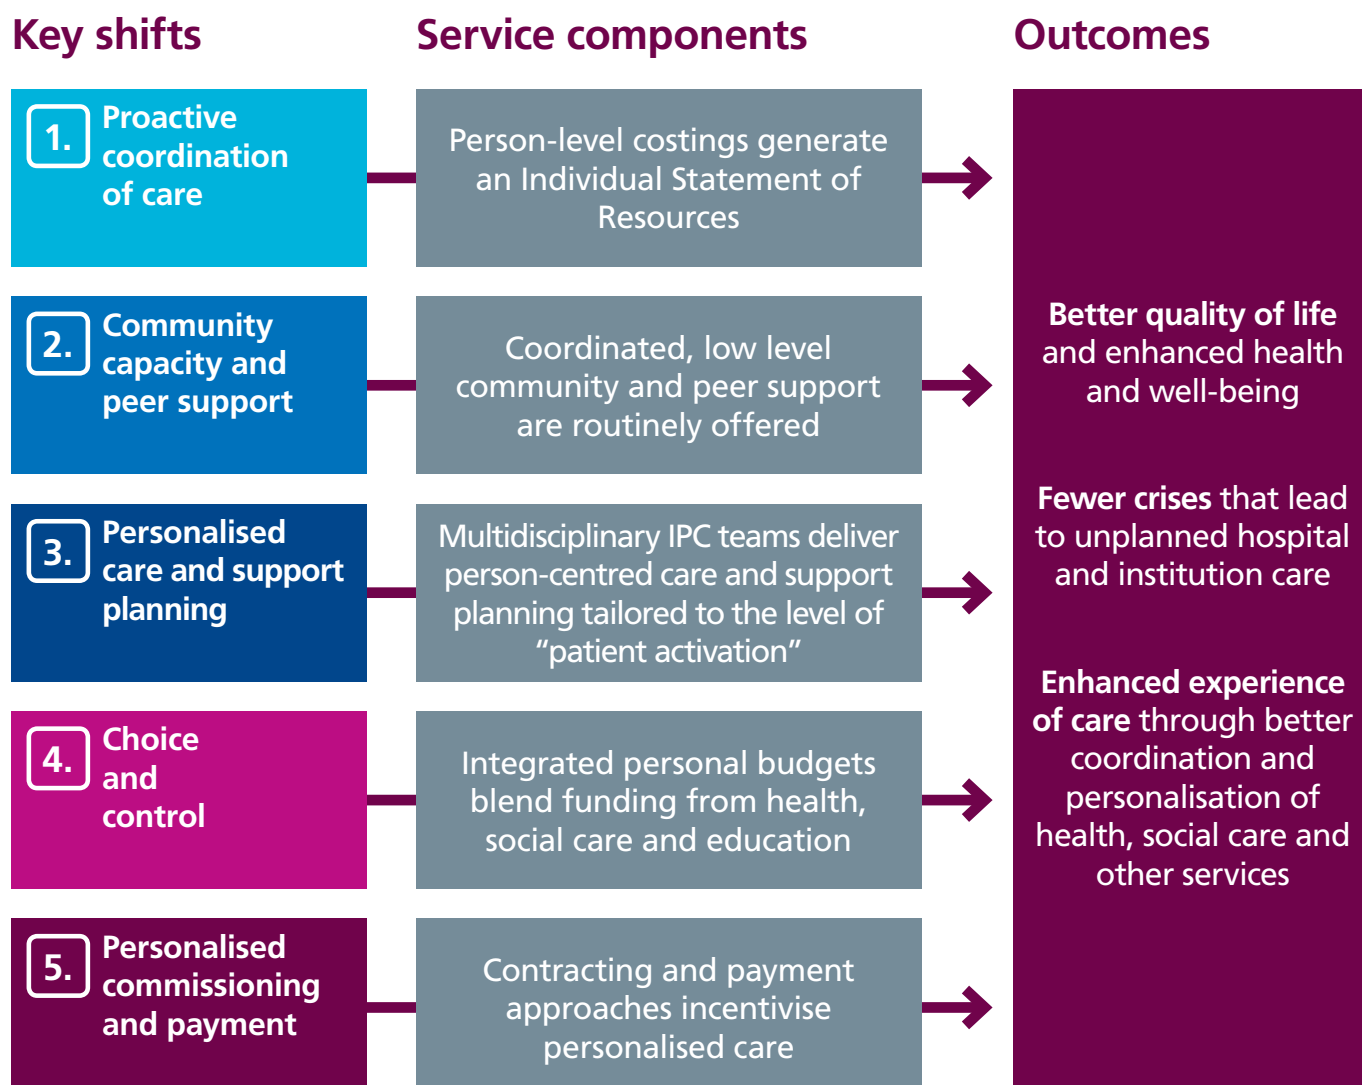 Key shifts
Service components
Outcomes
1.
Proactive
coordination
of care
Person-level costings generate
an Individual Statement of
Resources
2.
Community
capacity and
peer support
Coordinated, low level
community and peer support
are routinely offered
3.
Personalised
care and support
planning
Multidisciplinary IPC teams deliver
person-centred care and support
planning tailored to the level of
“patient activation”
4.
Choice
and
control
Integrated personal budgets
blend funding from health,
social care and education
5.
Personalised
commissioning
and payment
Contracting and payment
approaches incentivise
personalised care
Better quality of life
and enhanced health
and well-being
Fewer crises that lead
to unplanned hospital
and institution care
Enhanced experience
of care through better
coordination and
personalisation of
health, social care and
other services